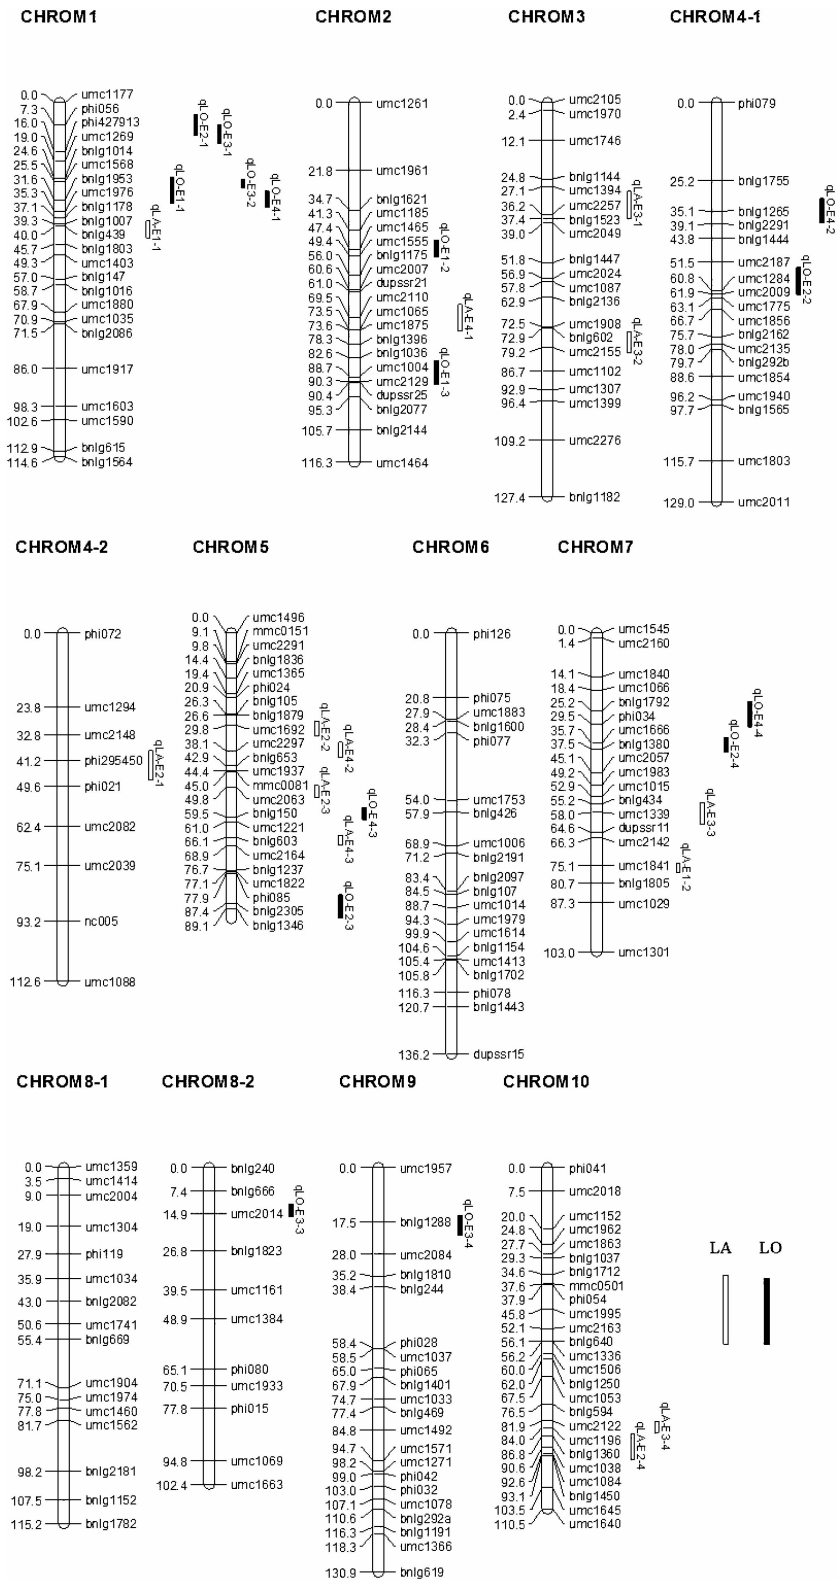 CHROM1
0.0 umc1177
7.3 phi056
16.0 phi427913
19.0 umc1269
24.6 bnlg1014
25.5 umc1568
31.6 bnlg1953
35.3 umc1976
37.1 bnlg1178
39.3 bnlg1007
40.0 bnlg439
45.7 bnlg1803
49.3 umc1403
57.0 bnlg147
58.7 bnlg1016
67.9 umc1880
70.9 umc1035
71.5 bnlg2086
86.0 umc1917
98.3 umc1603
102.6 umc1590
112.9 bnlg615
114.6 bnlg1564
qLO-E2-1
qLO-E3-1
qLO-E1-1
qLO-E3-2
qLO-E4-1
qLA-E1-1
CHROM2
0.0 umc1261
21.8 umc1961
34.7 bnlg1621
41.3 umc1185
47.4 umc1465
49.4 umc1555
56.0 bnlg1175
60.6 umc2007
61.0 dupssr21
69.5 umc2110
73.5 umc1065
73.6 umc1875
78.3 bnlg1396
82.6 bnlg1036
88.7 umc1004
90.3 umc2129
90.4 dupssr25
95.3 bnlg2077
105.7 bnlg2144
116.3 umc1464
qLO-E1-2
qLA-E4-1
qLO-E1-3
CHROM3
0.0 umc2105
2.4 umc1970
12.1 umc1746
24.8 bnlg1144
27.1 umc1394
36.2 umc2257
37.4 bnlg1523
39.0 umc2049
51.8 bnlg1447
56.9 umc2024
57.8 umc1087
62.9 bnlg2136
72.5 umc1908
72.9 bnlg602
79.2 umc2155
86.7 umc1102
92.9 umc1307
96.4 umc1399
109.2 umc2276
127.4 bnlg1182
qLA-E3-1
qLA-E3-2
CHROM4-1
0.0 phi079
25.2 bnlg1755
35.1 bnlg1265
39.1 bnlg2291
43.8 bnlg1444
51.5 umc2187
60.8 umc1284
61.9 umc2009
63.1 umc1775
66.7 umc1856
75.7 bnlg2162
78.0 umc2135
79.7 bnlg292b
88.6 umc1854
96.2 umc1940
97.7 bnlg1565
115.7 umc1803
129.0 umc2011
qLO-E4-2
qLO-E2-2
CHROM4-2
0.0 phi072
23.8 umc1294
32.8 umc2148
41.2 phi295450
49.6 phi021
62.4 umc2082
75.1 umc2039
93.2 nc005
112.6 umc1088
qLA-E2-1
CHROM5
0.0 umc1496
9.1 mmc0151
9.8 umc2291
14.4 bnlg1836
19.4 umc1365
20.9 phi024
26.3 bnlg105
26.6 bnlg1879
29.8 umc1692
38.1 umc2297
42.9 bnlg653
44.4 umc1937
45.0 mmc0081
49.8 umc2063
59.5 bnlg150
61.0 umc1221
66.1 bnlg603
68.9 umc2164
76.7 bnlg1237
77.1 umc1822
77.9 phi085
87.4 bnlg2305
89.1 bnlg1346
qLA-E2-2
qLA-E4-2
qLA-E2-3
qLO-E4-3
qLA-E4-3
qLO-E2-3
CHROM6
0.0 phi126
20.8 phi075
27.9 umc1883
28.4 bnlg1600
32.3 phi077
54.0 umc1753
57.9 bnlg426
68.9 umc1006
71.2 bnlg2191
83.4 bnlg2097
84.5 bnlg107
88.7 umc1014
94.3 umc1979
99.9 umc1614
104.6 bnlg1154
105.4 umc1413
105.8 bnlg1702
116.3 phi078
120.7 bnlg1443
136.2 dupssr15
CHROM7
0.0 umc1545
1.4 umc2160
14.1 umc1840
18.4 umc1066
25.2 bnlg1792
29.5 phi034
35.7 umc1666
37.5 bnlg1380
45.1 umc2057
49.2 umc1983
52.9 umc1015
55.2 bnlg434
58.0 umc1339
64.6 dupssr11
66.3 umc2142
75.1 umc1841
80.7 bnlg1805
87.3 umc1029
103.0 umc1301
qLO-E4-4
qLO-E2-4
qLA-E3-3
qLA-E1-2
CHROM8-1
0.0 umc1359
3.5 umc1414
9.0 umc2004
19.0 umc1304
27.9 phi119
35.9 umc1034
43.0 bnlg2082
50.6 umc1741
55.4 bnlg669
71.1 umc1904
75.0 umc1974
77.8 umc1460
81.7 umc1562
98.2 bnlg2181
107.5 bnlg1152
115.2 bnlg1782
CHROM8-2
0.0 bnlg240
7.4 bnlg666
14.9 umc2014
26.8 bnlg1823
39.5 umc1161
48.9 umc1384
65.1 phi080
70.5 umc1933
77.8 phi015
94.8 umc1069
102.4 umc1663
qLO-E3-3
CHROM9
0.0 umc1957
17.5 bnlg1288
28.0 umc2084
35.2 bnlg1810
38.4 bnlg244
58.4 phi028
58.5 umc1037
65.0 phi065
67.9 bnlg1401
74.7 umc1033
77.4 bnlg469
84.8 umc1492
94.7 umc1571
98.2 umc1271
99.0 phi042
103.0 phi032
107.1 umc1078
110.6 bnlg292a
116.3 bnlg1191
118.3 umc1366
130.9 bnlg619
qLO-E3-4
CHROM10
0.0 phi041
7.5 umc2018
20.0 umc1152
24.8 umc1962
27.7 umc1863
29.3 bnlg1037
34.6 bnlg1712
37.6 mmc0501
37.9 phi054
45.8 umc1995
52.1 umc2163
56.1 bnlg640
56.2 umc1336
60.0 umc1506
62.0 bnlg1250
67.5 umc1053
76.5 bnlg594
81.9 umc2122
84.0 umc1196
86.8 bnlg1360
90.6 umc1038
92.6 umc1084
93.1 bnlg1450
103.5 umc1645
110.5 umc1640
qLA-E3-4
qLA-E2-4
LA LO